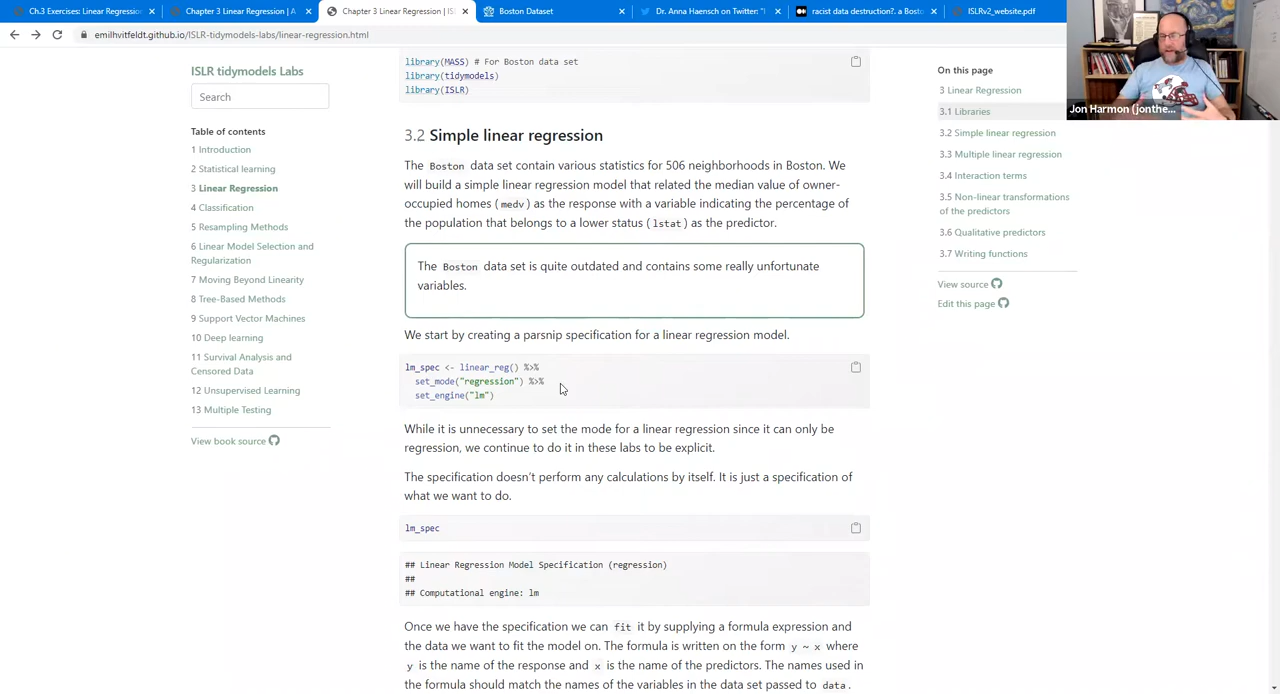 Ch.3 Exercises: Linear Regression
Chapter 3 Linear Regression | A
Chapter 3 Linear Regression | IS
Boston Dataset
Dr. Anna Haensch on Twitter: "I
racist data destruction?. a Bosto
ISLRv2_website.pdf
emilhvitfeldt.github.io/ISLR-tidymodels-labs/linear-regression.html
ISLR tidymodels Labs
Search
Table of contents
1 Introduction
2 Statistical learning
3 Linear Regression
4 Classification
5 Resampling Methods
6 Linear Model Selection and
Regularization
7 Moving Beyond Linearity
8 Tree-Based Methods
9 Support Vector Machines
10 Deep learning
11 Survival Analysis and
Censored Data
12 Unsupervised Learning
13 Multiple Testing
View book source
library(MASS) # For Boston data set
library(tidymodels)
library(ISLR)
3.2 Simple linear regression
The Boston data set contain various statistics for 506 neighborhoods in Boston. We
will build a simple linear regression model that related the median value of owner-
occupied homes (medv) as the response with a variable indicating the percentage of
the population that belongs to a lower status (lstat) as the predictor.
The Boston data set is quite outdated and contains some really unfortunate
variables.
We start by creating a parsnip specification for a linear regression model.
lm_spec <- linear_reg() %>%
set_mode("regression") %>%
set_engine("lm")
While it is unnecessary to set the mode for a linear regression since it can only be
regression, we continue to do it in these labs to be explicit.
The specification doesn't perform any calculations by itself. It is just a specification of
what we want to do.
lm_spec
## Linear Regression Model Specification (regression)
##
## Computational engine: lm
Once we have the specification we can fit it by supplying a formula expression and
the data we want to fit the model on. The formula is written on the form y ~ x where
y is the name of the response and x is the name of the predictors. The names used in
the formula should match the names of the variables in the data set passed to data.
On this page
3 Linear Regression
3.1 Libraries
3.2 Simple linear regression
3.3 Multiple linear regression
3.4 Interaction terms
3.5 Non-linear transformations
of the predictors
3.6 Qualitative predictors
3.7 Writing functions
View source
Edit this page
Jon Harmon (jonthe...